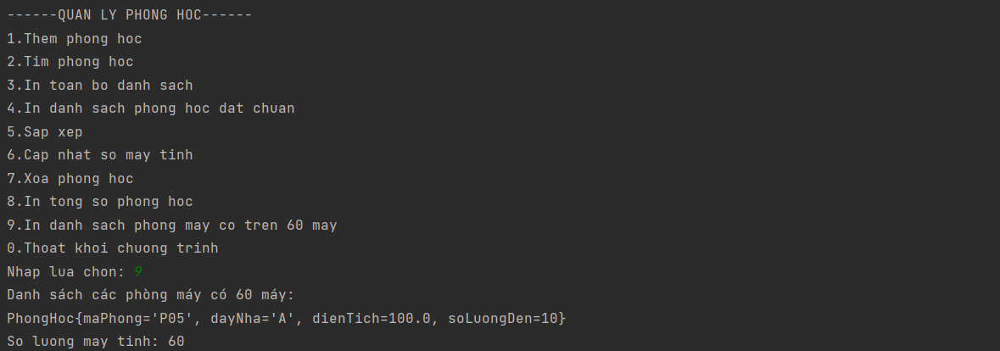 ------QUAN LY PHONG HOC------
1.Them phong hoc
2.Tim phong hoc
3.In toan bo danh sach
4.In danh sach phong hoc dat chuan
5.Sap xep
6.Cap nhat so may tinh
7.Xoa phong hoc
8.In tong so phong hoc
9.In danh sach phong may co tren 60 may
0.Thoat khoi chuong trinh
Nhap lua chon: 9
Danh sách các phòng máy có 60 máy:
PhongHoc{maPhong='P05', dayNha='A', dienTich=100.0, soLuongDen=10}
So luong may tinh: 60